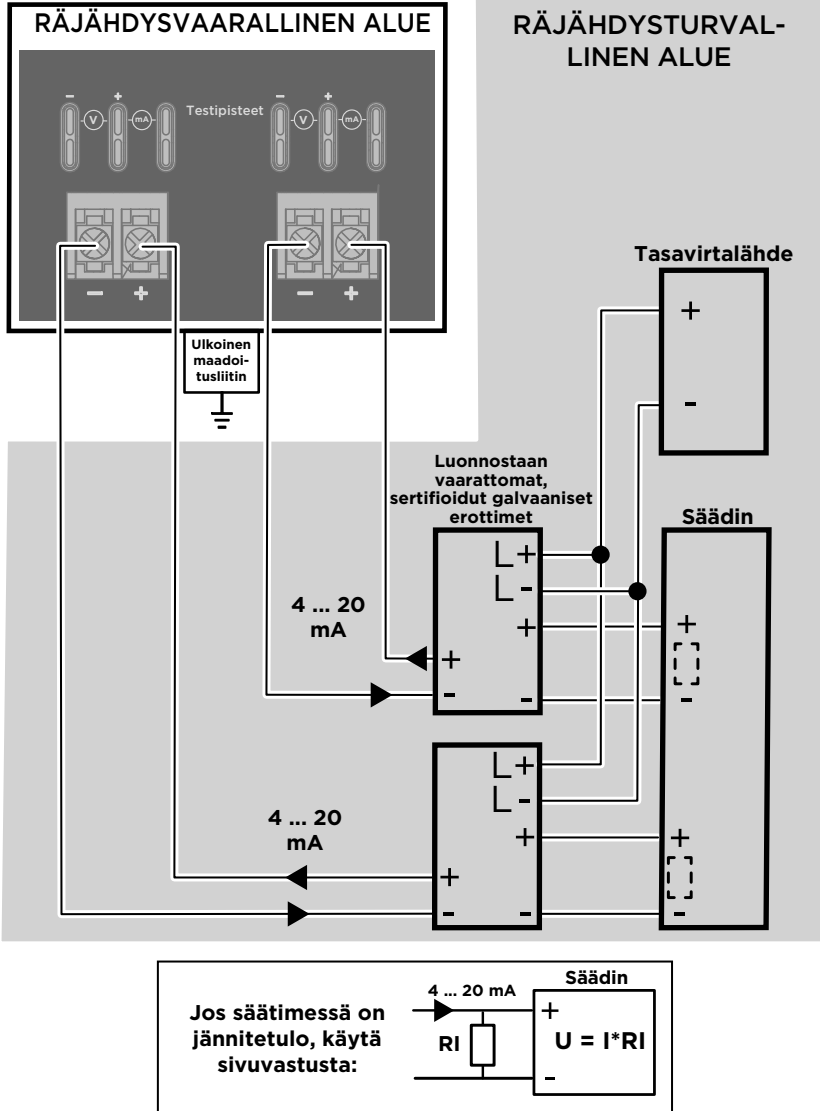 RÄJÄHDYSVAARALLINEN ALUE
RÄJÄHDYSTURVAL-
LINEN ALUE
- + - +
V mA Testipisteet V mA
- + - +
Ulkoinen
maadoi-
tusliitin
Tasavirtalähde
+
-
Luonnostaan
vaarattomat,
sertifioidut galvaaniset
erottimet
Säädin
L+
L-
4 ... 20
mA
+
+
+
-
-
-
L+
L-
4 ... 20
mA
+
+
+
-
-
-
Jos säätimessä on
jännitetulo, käytä
sivuvastusta:
4 ... 20 mA
RI
Säädin
+
U = I*RI
-